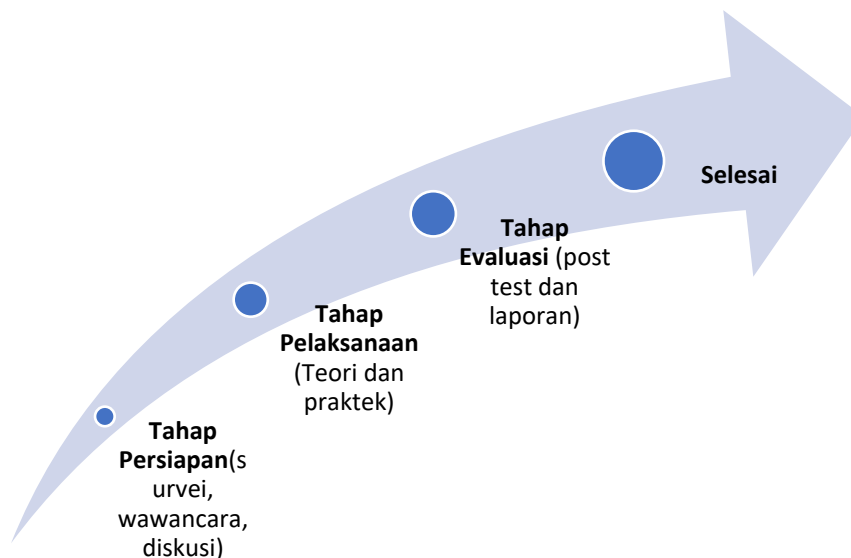 Tahap
Persiapan(s
urvei,
wawancara,
diskusi)
Tahap
Pelaksanaan
(Teori dan
praktek)
Tahap
Evaluasi (post
test dan
laporan)
Selesai